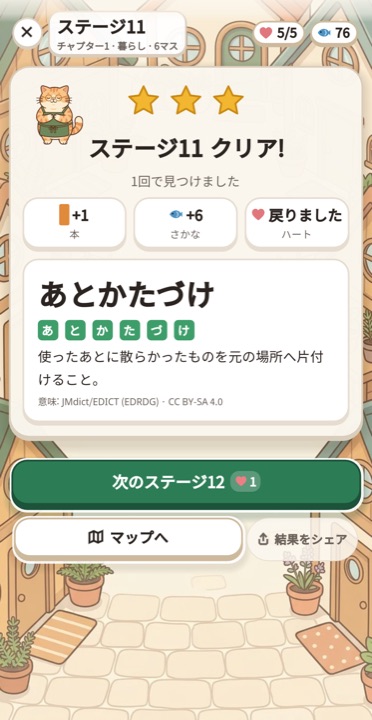 ステージ11
チャプター1・暮らし・6マス
5/5
76
ステージ11 クリア!
1回で見つけました
+1
本
+6
さかな
戻りました
ハート
あとかたづけ
あ と か た づ け
使ったあとに散らかったものを元の場所へ片付
けること。
意味: JMdict/EDICT (EDRDG) · CC BY-SA 4.0
次のステージ12 1
マップへ
結果をシェア